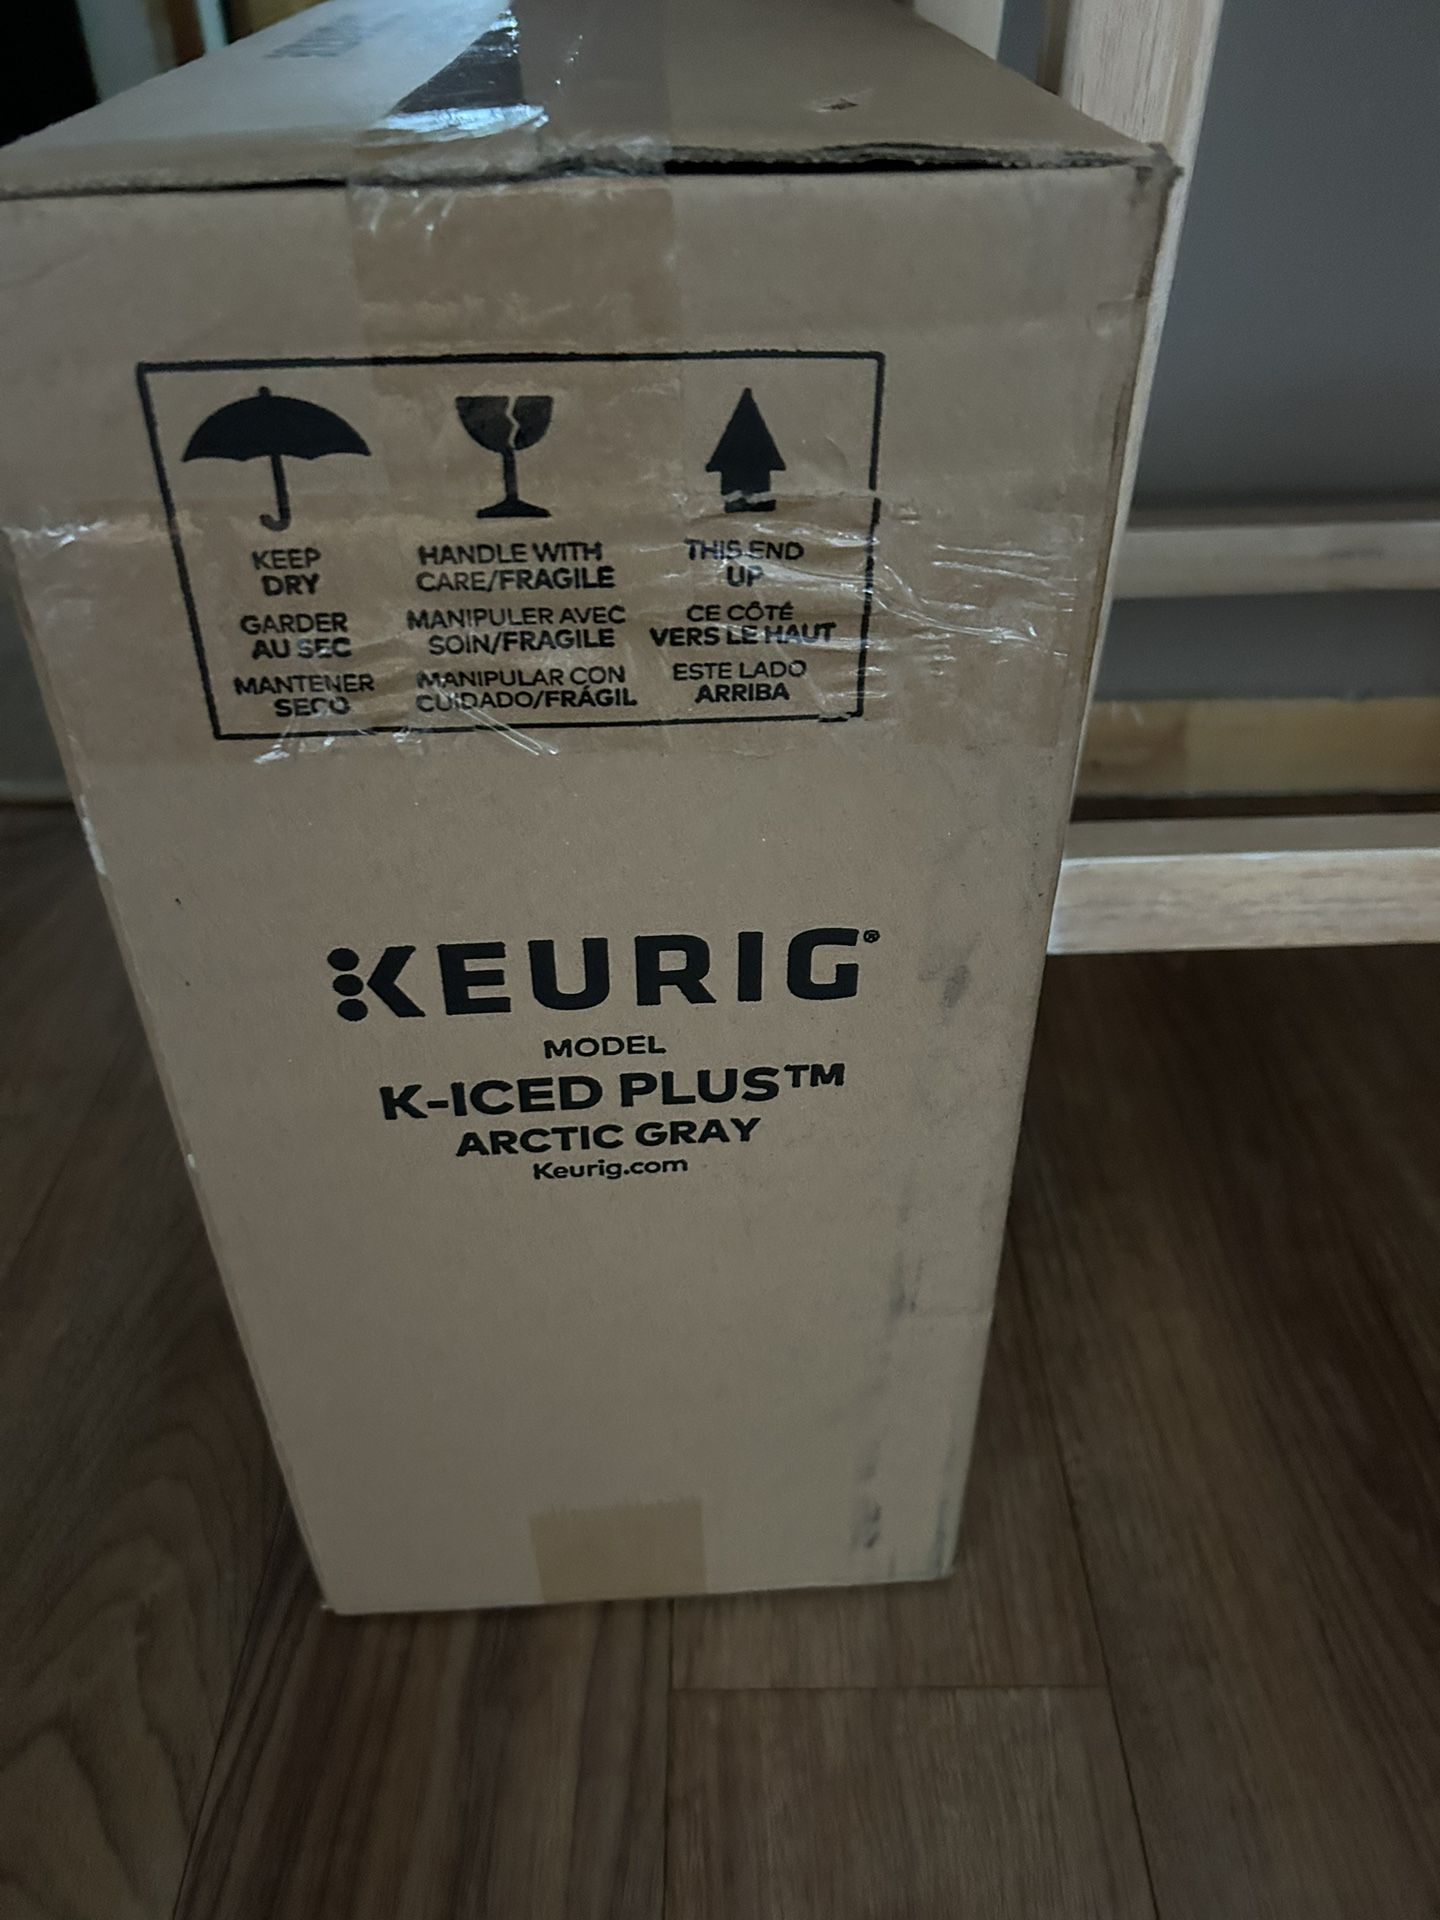 KEEP
DRY
GARDER
AU SEC
MANTENER
SECO
HANDLE WITH
CARE/FRAGILE
MANIPULER AVEC
SOIN/FRAGILE
MANIPULAR CON
CUIDADO/FRÁGIL
THIS END
UP
CE CÔTÉ
VERS LE HAUT
ESTE LADO
ARRIBA
KEURIG®
MODEL
K-ICED PLUS™
ARCTIC GRAY
Keurig.com